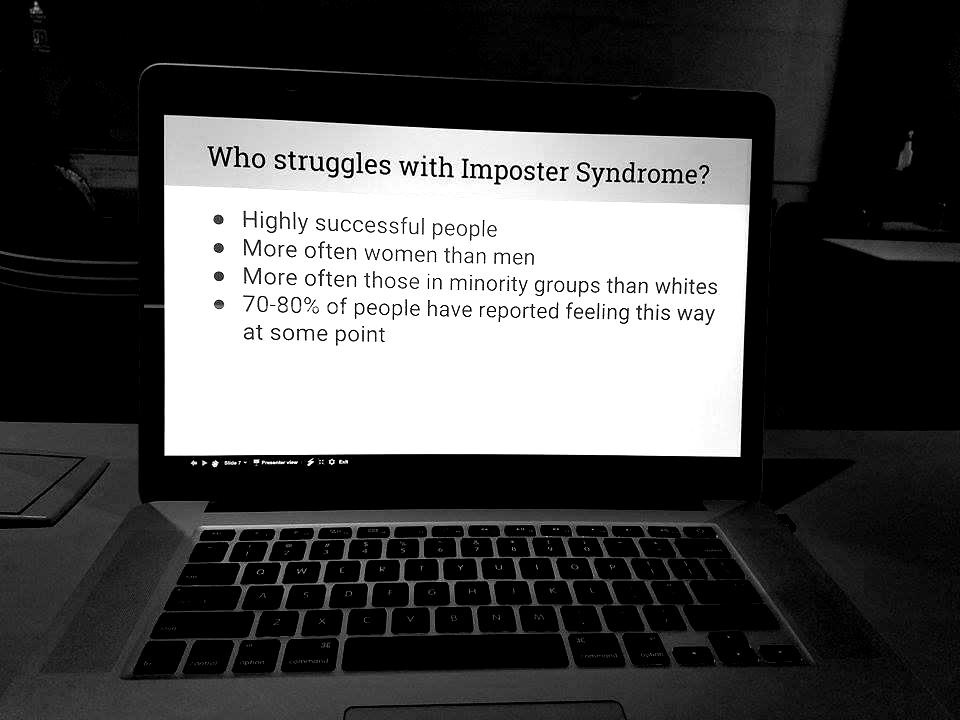 Who struggles with Imposter Syndrome?
● Highly successful people
● More often women than men
● More often those in minority groups than whites
● 70-80% of people have reported feeling this way
at some point
Slide 7 Presenter view Exit
Q W E R T Y U I O P
A S D F G H J K L
Z X C V B N M
fn control option command command option